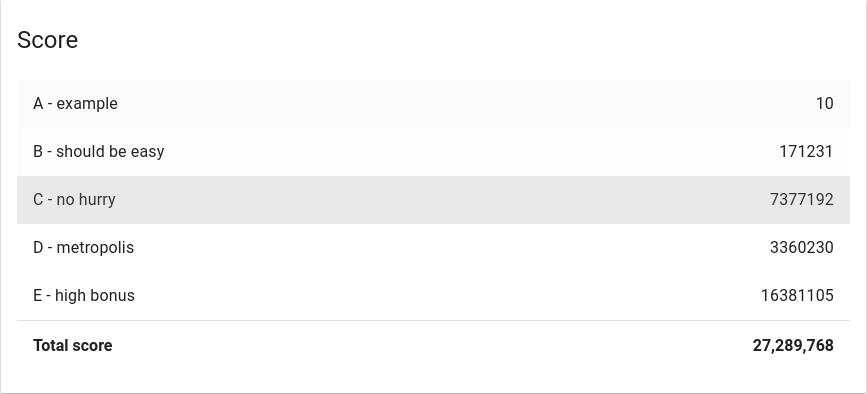 Score
A - example 10
B - should be easy 171231
C - no hurry 7377192
D - metropolis 3360230
E - high bonus 16381105
Total score 27,289,768